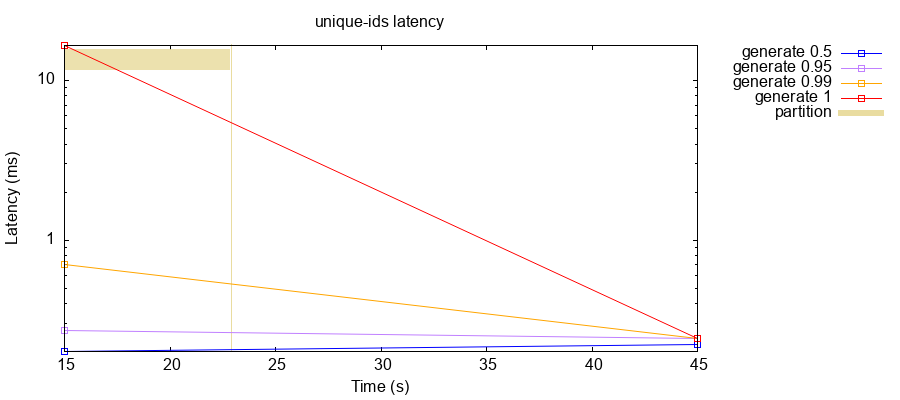 unique-ids latency
generate 0.5
generate 0.95
generate 0.99
generate 1
partition
10
1
Latency (ms)
15 20 25 30 35 40 45
Time (s)